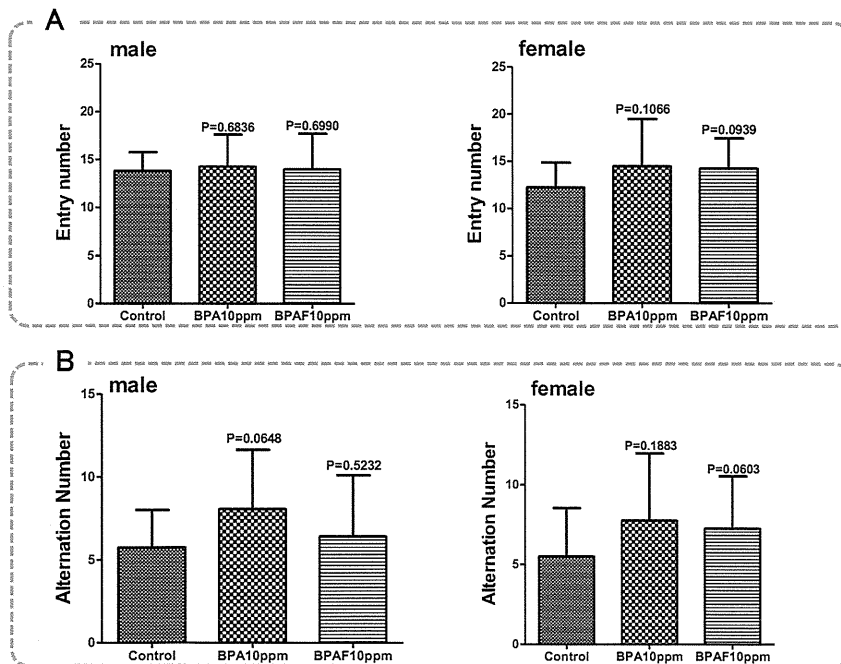 A
male
Entry number
25
20
15
10
5
0
P=0.6836
P=0.6990
Control
BPA10ppm
BPAF10ppm
female
Entry number
25
20
15
10
5
0
P=0.1066
P=0.0939
Control
BPA10ppm
BPAF10ppm
B
male
Alternation Number
15
10
5
0
P=0.0648
P=0.5232
Control
BPA10ppm
BPAF10ppm
female
Alternation Number
15
10
5
0
P=0.1883
P=0.0603
Control
BPA10ppm
BPAF10ppm